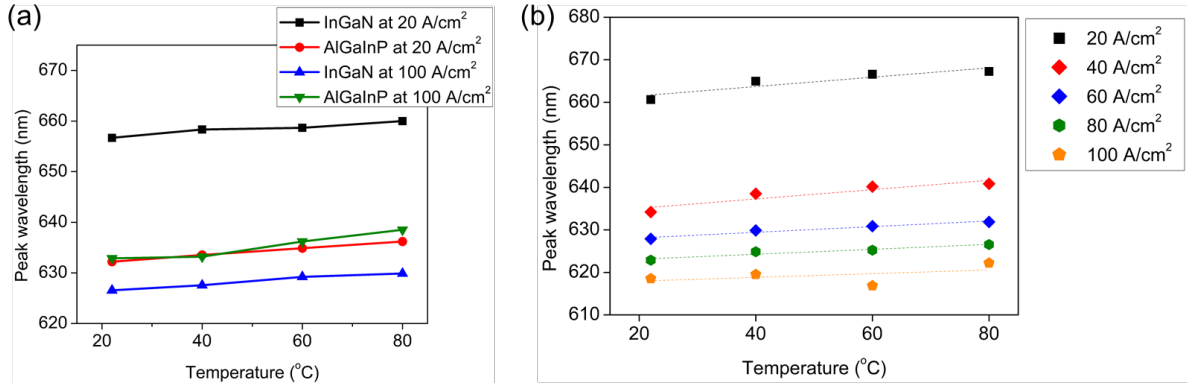 (a)
InGaN at 20 A/cm²
AlGaInP at 20 A/cm²
InGaN at 100 A/cm²
AlGaInP at 100 A/cm²
670
660
650
640
630
620
Peak wavelength (nm)
20
40
60
80
Temperature (°C)
(b)
680
670
660
650
640
630
620
610
Peak wavelength (nm)
20
40
60
80
Temperature (°C)
20 A/cm²
40 A/cm²
60 A/cm²
80 A/cm²
100 A/cm²